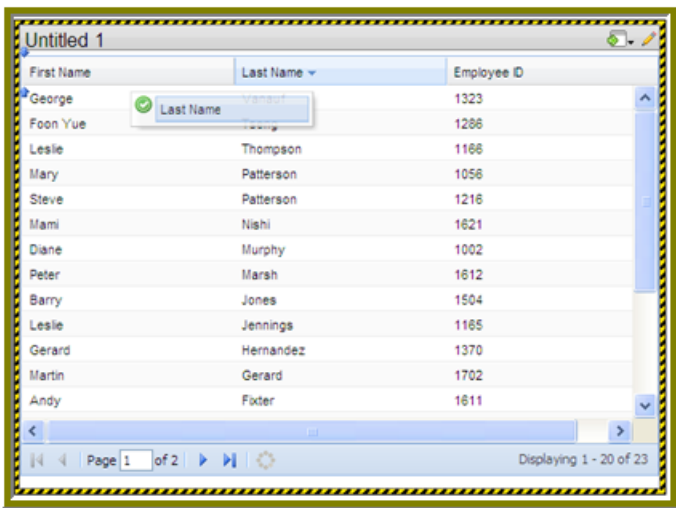 Untitled 1
First Name Last Name Employee ID
George 1323
Last Name
Foon Yue Tseng 1286
Leslie Thompson 1166
Mary Patterson 1056
Steve Patterson 1216
Mami Nishi 1621
Diane Murphy 1002
Peter Marsh 1612
Barry Jones 1504
Leslie Jennings 1165
Gerard Hernandez 1370
Martin Gerard 1702
Andy Fixter 1611
Page 1 of 2 Displaying 1 - 20 of 23